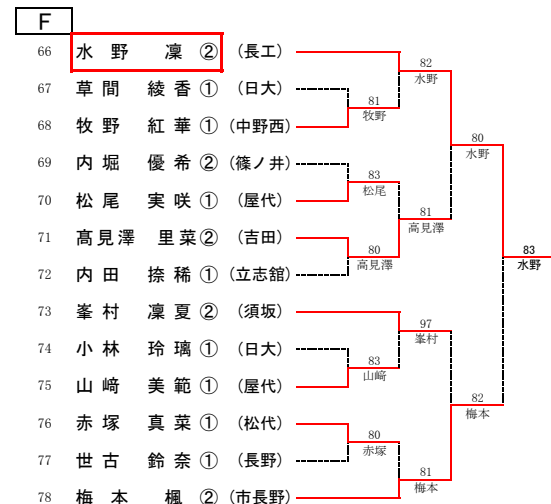 F
66 水野 凜 ② (長工)
67 草間 綾香 ① (日大)
68 牧野 紅華 ① (中野西)
69 内堀 優希 ② (篠ノ井)
70 松尾 実咲 ① (屋代)
71 髙見澤 里菜 ② (吉田)
72 内田 捺稀 ① (立志舘)
73 峯村 凜夏 ② (須坂)
74 小林 玲璃 ① (日大)
75 山﨑 美範 ① (屋代)
76 赤塚 真菜 ① (松代)
77 世古 鈴奈 ① (長野)
78 梅本 楓 ② (市長野)
81
牧野
83
松尾
80
高見澤
83
山﨑
80
赤塚
82
水野
81
高見澤
97
峯村
81
梅本
80
水野
82
梅本
83
水野